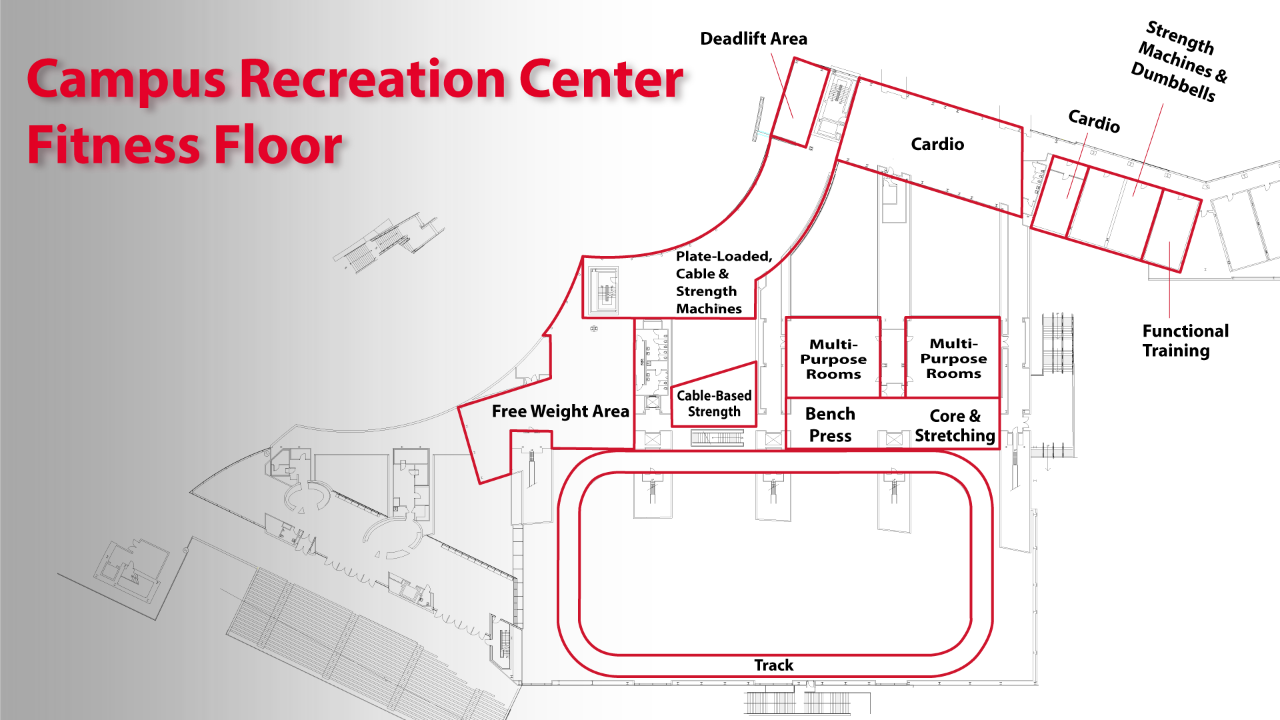 Campus Recreation Center
Fitness Floor
Deadlift Area
Strength
Machines &
Dumbbells
Cardio
Cardio
Plate-Loaded,
Cable &
Strength
Machines
Functional
Training
Multi-
Purpose
Rooms
Multi-
Purpose
Rooms
Cable-Based
Strength
Free Weight Area
Bench
Press
Core &
Stretching
Track